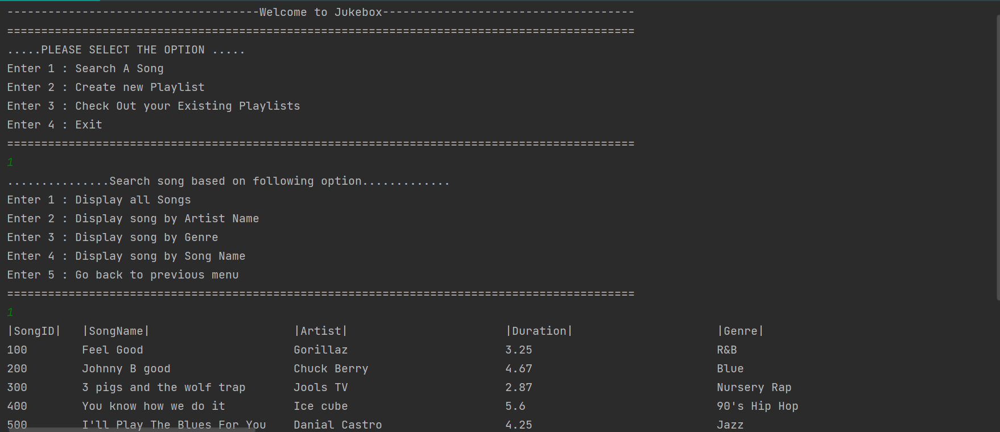 -------------------------------------Welcome to Jukebox-------------------------------------
============================================================================================
.....PLEASE SELECT THE OPTION .....
Enter 1 : Search A Song
Enter 2 : Create new Playlist
Enter 3 : Check Out your Existing Playlists
Enter 4 : Exit
============================================================================================
1
...............Search song based on following option.............
Enter 1 : Display all Songs
Enter 2 : Display song by Artist Name
Enter 3 : Display song by Genre
Enter 4 : Display song by Song Name
Enter 5 : Go back to previous menu
============================================================================================
1
|SongID|   |SongName|                     |Artist|                       |Duration|                     |Genre|
100        Feel Good                      Gorillaz                       3.25                           R&B
200        Johnny B good                  Chuck Berry                    4.67                           Blue
300        3 pigs and the wolf trap       Jools TV                       2.87                           Nursery Rap
400        You know how we do it          Ice cube                       5.6                            90's Hip Hop
500        I'll Play The Blues For You    Danial Castro                  4.25                           Jazz